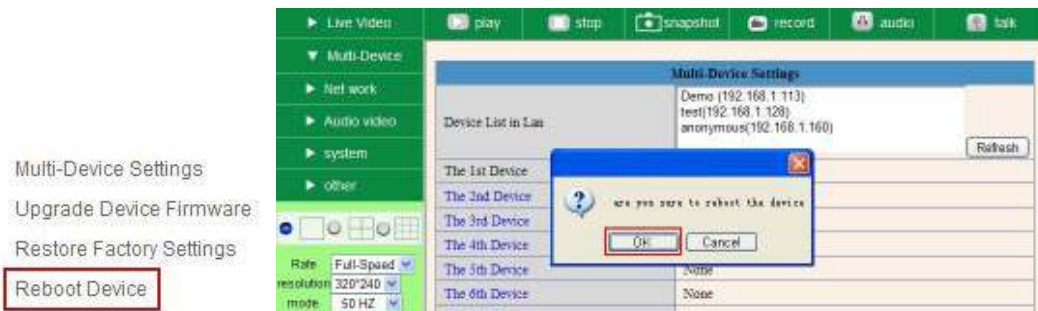 Multi-Device Settings
Upgrade Device Firmware
Restore Factory Settings
Reboot Device
Live Video
Multi-Device
Net work
Audio video
system
other
Rate Full-Speed
resolution 320*240
mode 50 HZ
play stop snapshot record audio talk
Multi-Device Settings
Device List in Lan
Demo (192.168.1.113)
test(192.168.1.128)
anonymous(192.168.1.160)
Refresh
The 1st Device
The 2nd Device
The 3rd Device
The 4th Device
The 5th Device None
The 6th Device None
are you sure to reboot the device
OK Cancel